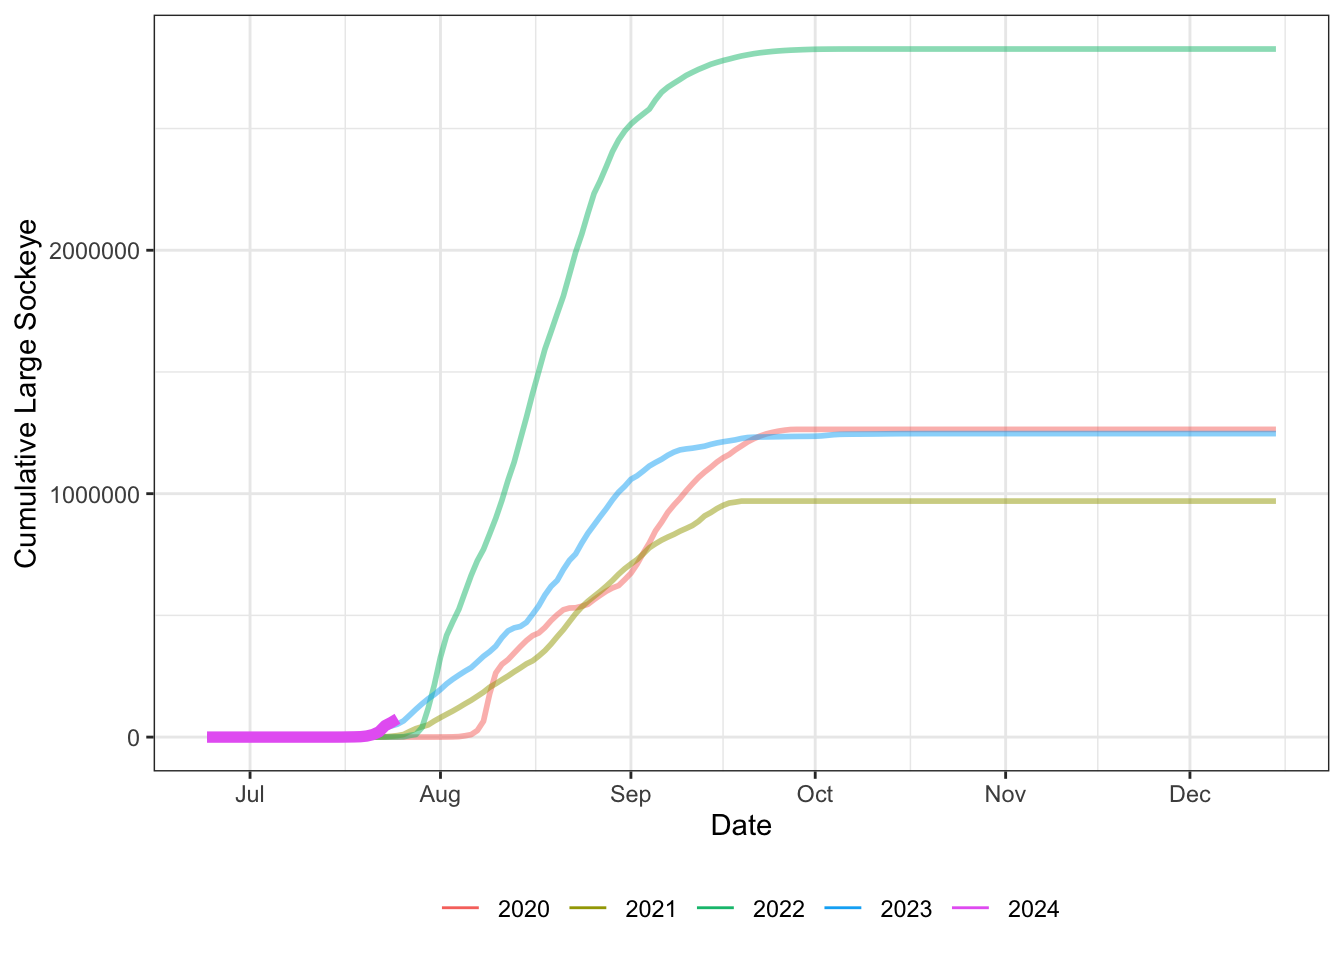 Cumulative Large Sockeye
2000000
1000000
0
Jul Aug Sep Oct Nov Dec
Date
2020 2021 2022 2023 2024